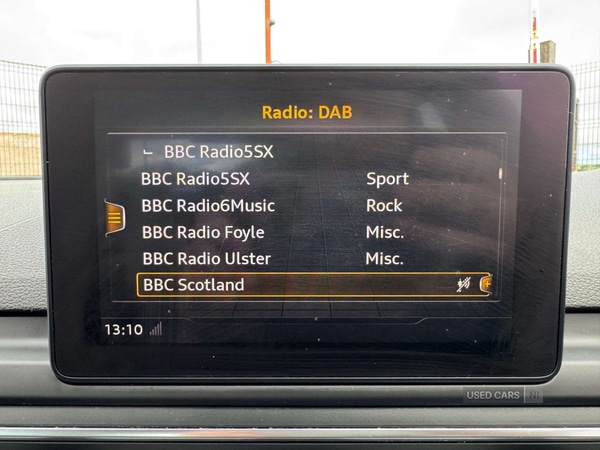 Radio: DAB
BBC Radio5SX
BBC Radio5SX Sport
BBC Radio6Music Rock
BBC Radio Foyle Misc.
BBC Radio Ulster Misc.
BBC Scotland
13:10
USED CARS NI